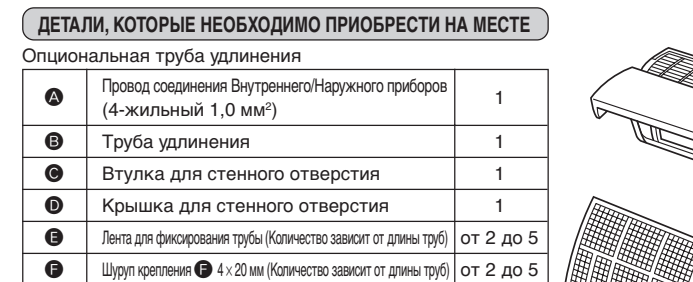 ДЕТАЛИ, КОТОРЫЕ НЕОБХОДИМО ПРИОБРЕСТИ НА МЕСТЕ
Опциональная труба удлинения
A Провод соединения Внутреннего/Наружного приборов (4-жильный 1,0 мм²) 1
B Труба удлинения 1
C Втулка для стенного отверстия 1
D Крышка для стенного отверстия 1
E Лента для фиксирования трубы (Количество зависит от длины труб) от 2 до 5
F Шуруп крепления F 4 × 20 мм (Количество зависит от длины труб) от 2 до 5